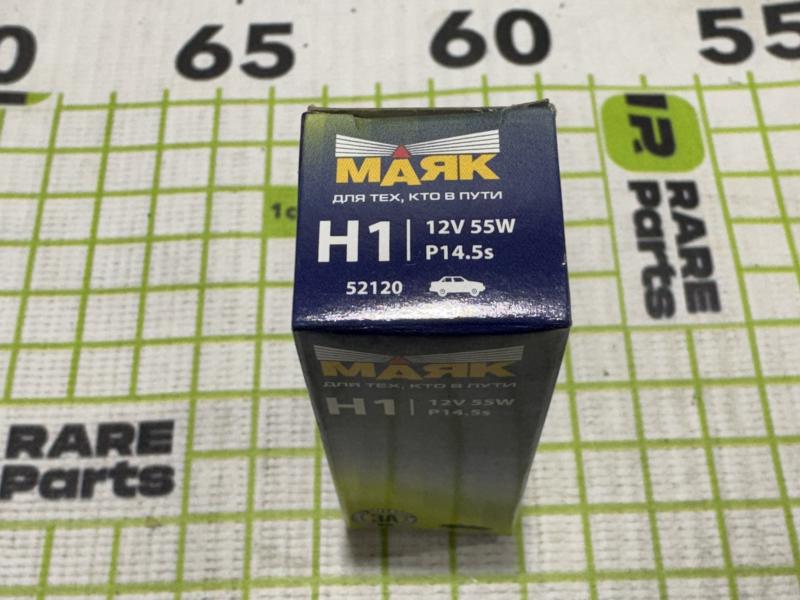 65
60
55
1c
МАЯК
ДЛЯ ТЕХ, КТО В ПУТИ
H1
12V 55W
P14.5s
52120
RARE
Parts
МАЯК
ДЛЯ ТЕХ, КТО В ПУТИ
H1
12V 55W
P14.5s
RARE
Parts